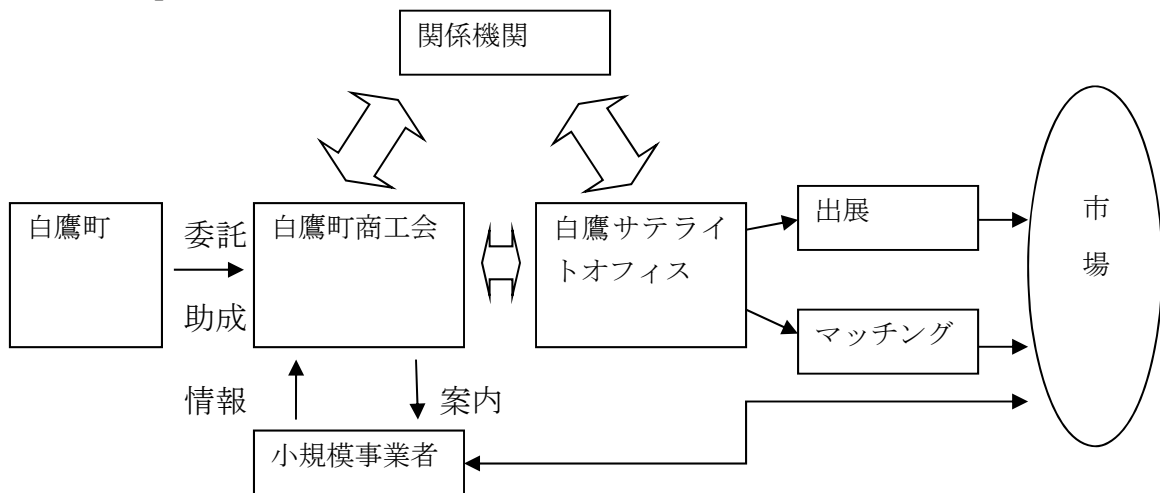 関係機関
白鷹町
委託
助成
白鷹町商工会
白鷹サテライ
トオフィス
出展
マッチング
市
場
情報
案内
小規模事業者